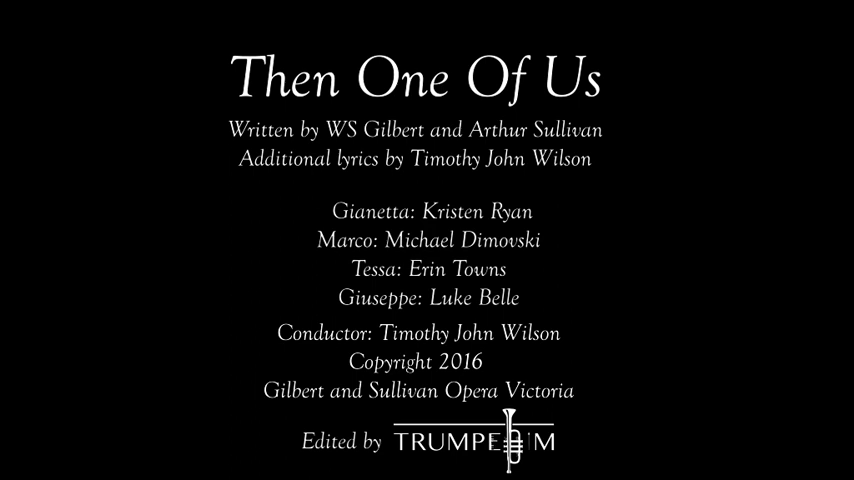 Then One Of Us
Written by WS Gilbert and Arthur Sullivan
Additional lyrics by Timothy John Wilson
Gianetta: Kristen Ryan
Marco: Michael Dimovski
Tessa: Erin Towns
Giuseppe: Luke Belle
Conductor: Timothy John Wilson
Copyright 2016
Gilbert and Sullivan Opera Victoria
Edited by